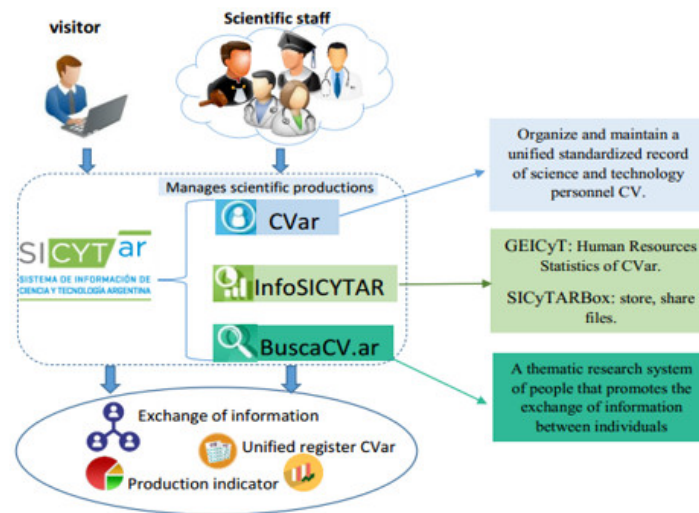 visitor
Scientific staff
Manages scientific productions
SICYTar
SISTEMA DE INFORMACIÓN DE
CIENCIA Y TECNOLOGÍA ARGENTINA
CVar
InfoSICYTAR
BuscaCV.ar
Organize and maintain a
unified standardized record
of science and technology
personnel CV.
GEICyT: Human Resources
Statistics of CVar.
SICyTARBox: store, share
files.
A thematic research system
of people that promotes the
exchange of information
between individuals
Exchange of information
Unified register CVar
Production indicator